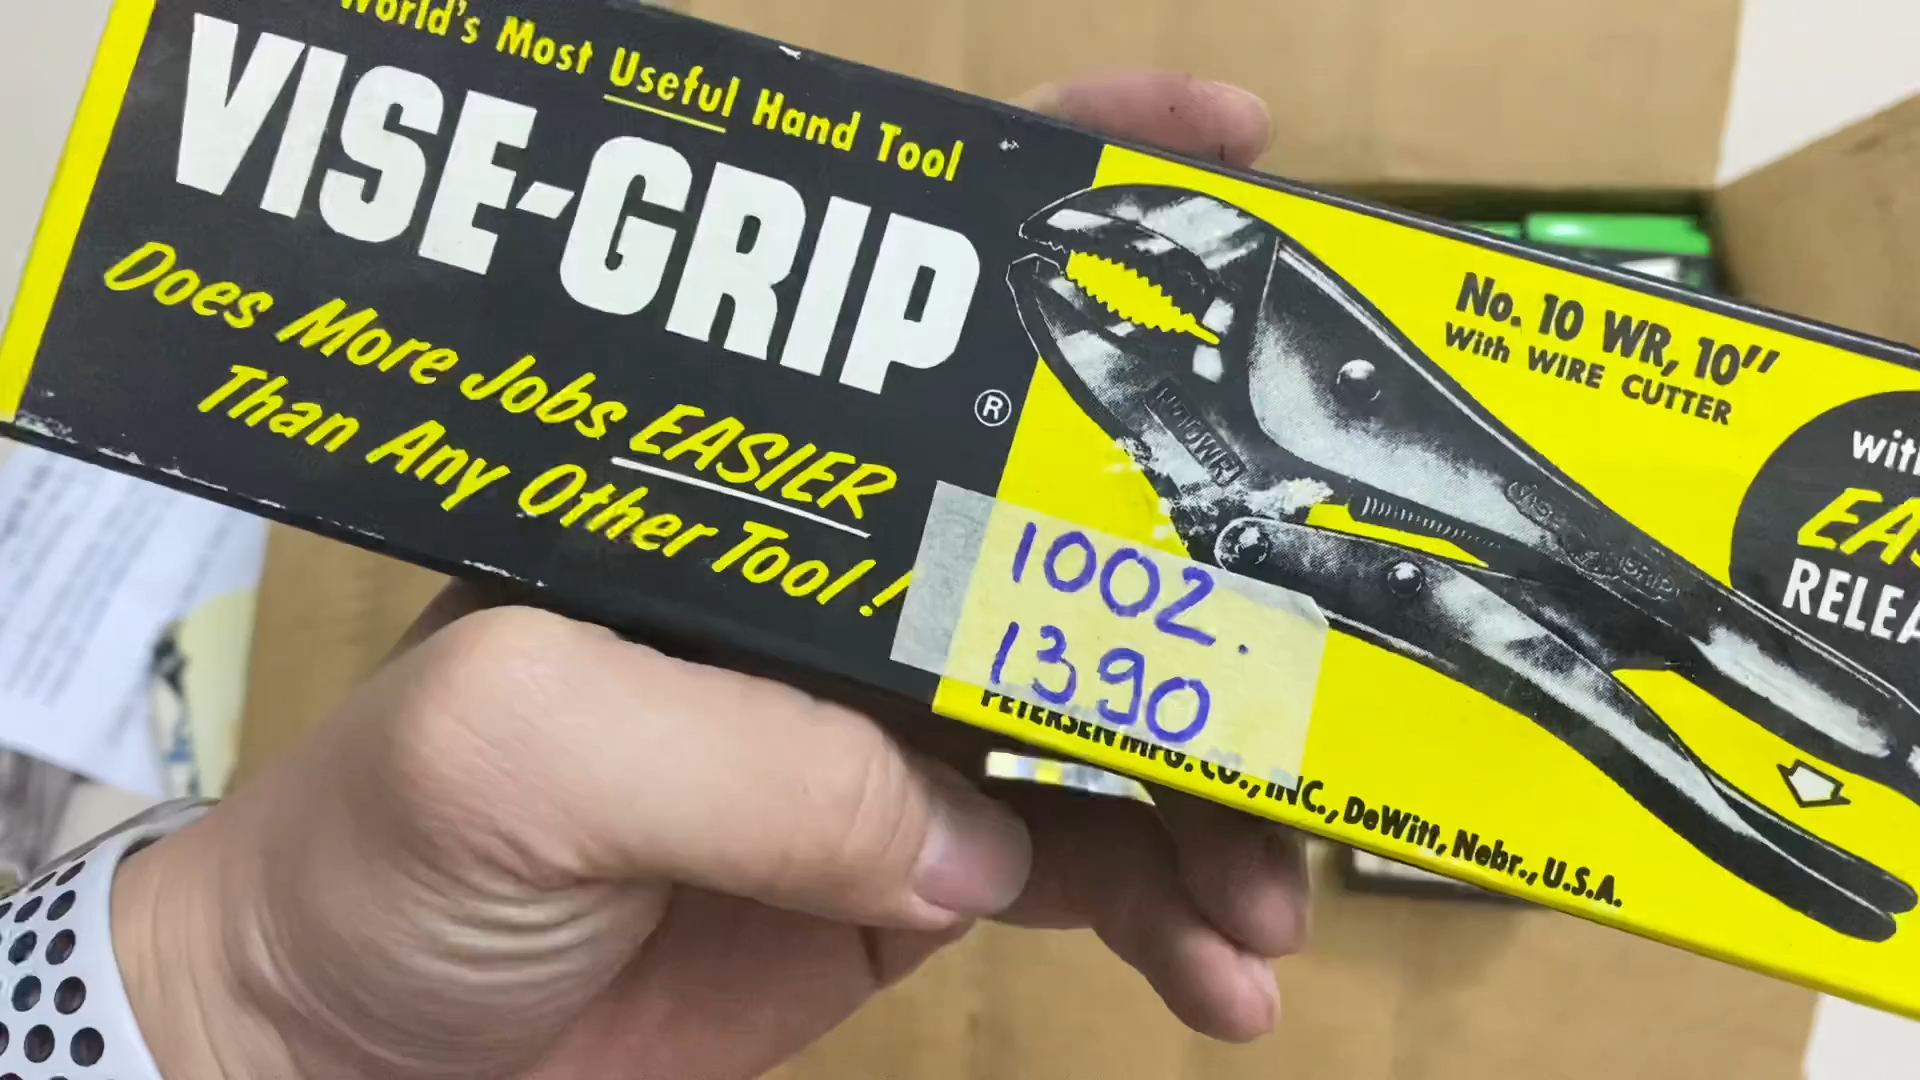 World's Most Useful Hand Tool
VISE-GRIP®
Does More Jobs EASIER
Than Any Other Tool!
No. 10 WR, 10"
With WIRE CUTTER
RELEA
1002.
1390
PETERSEN MFG. CO., INC., DeWitt, Nebr., U.S.A.